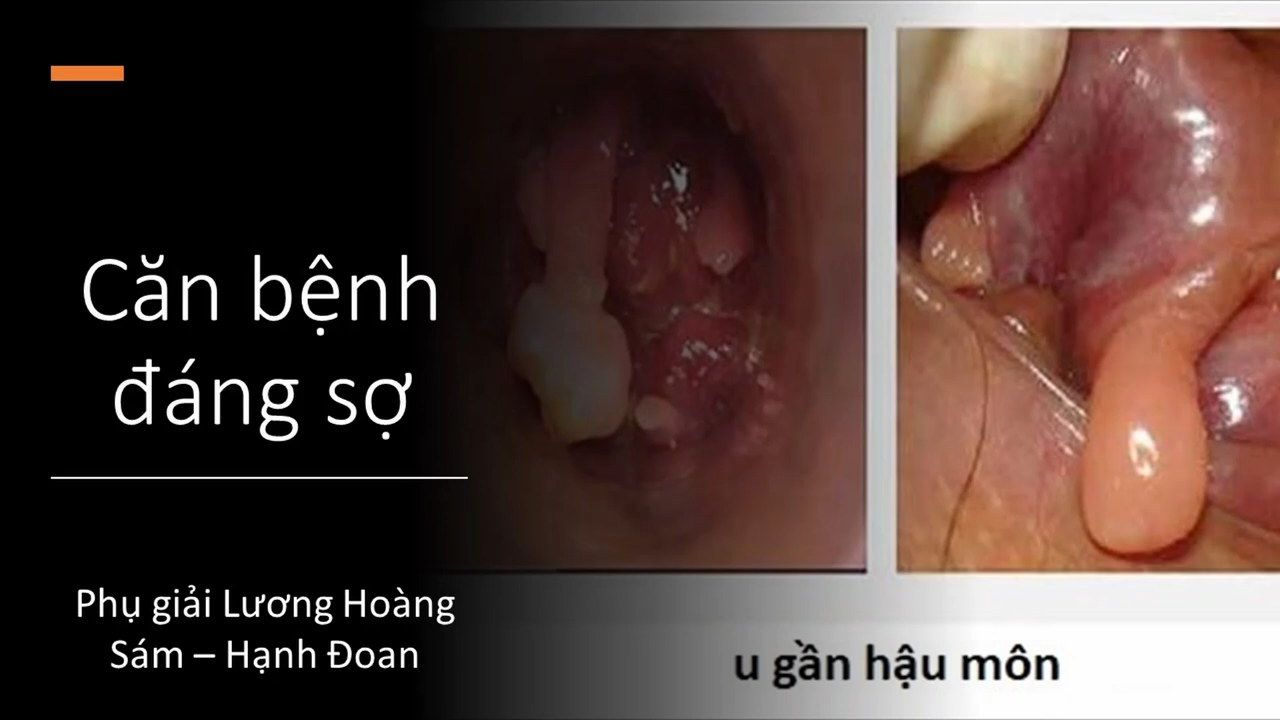 Căn bệnh
đáng sợ
Phụ giải Lương Hoàng
Sám – Hạnh Đoan
u gần hậu môn